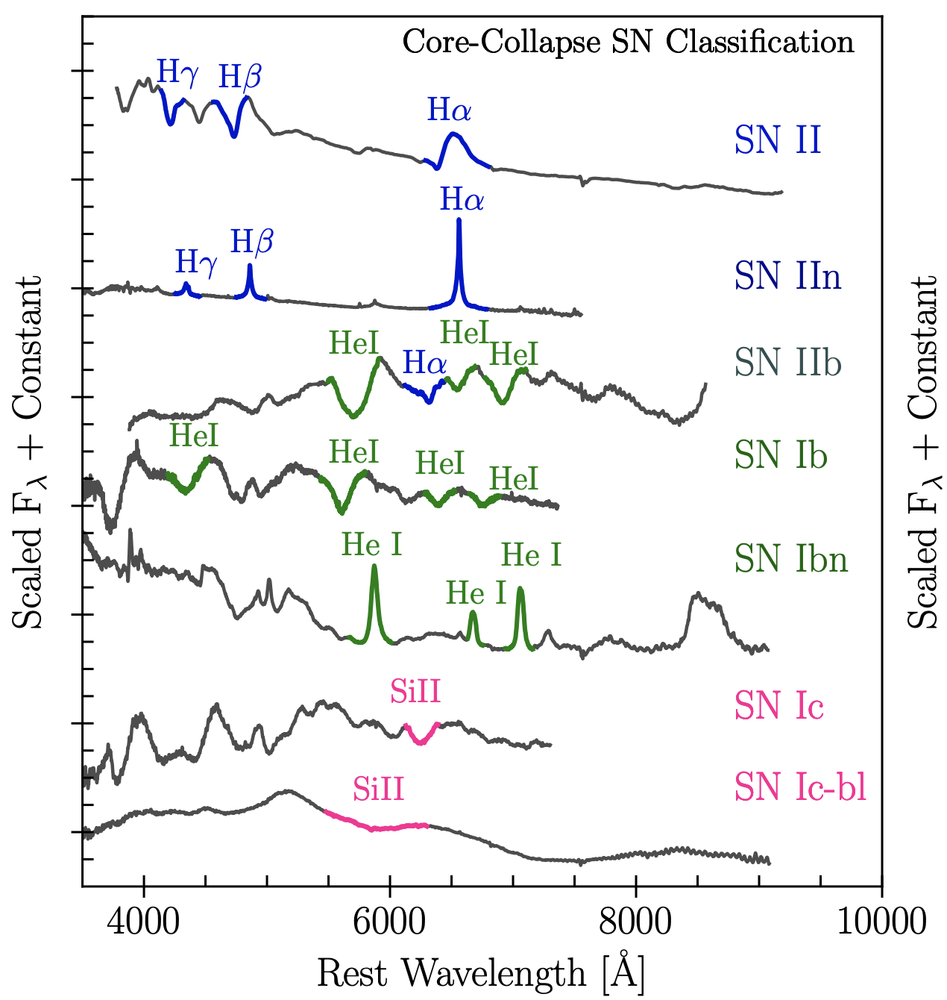 Core-Collapse SN Classification
Hγ Hβ
Hα
SN II
Hα
Hγ Hβ
SN IIn
HeI HeI HeI
Hα
SN IIb
HeI HeI HeI HeI
SN Ib
He I He I He I
SN Ibn
SiII
SN Ic
SiII
SN Ic-bl
Scaled Fλ + Constant
Scaled Fλ + Constant
4000 6000 8000 10000
Rest Wavelength [Å]